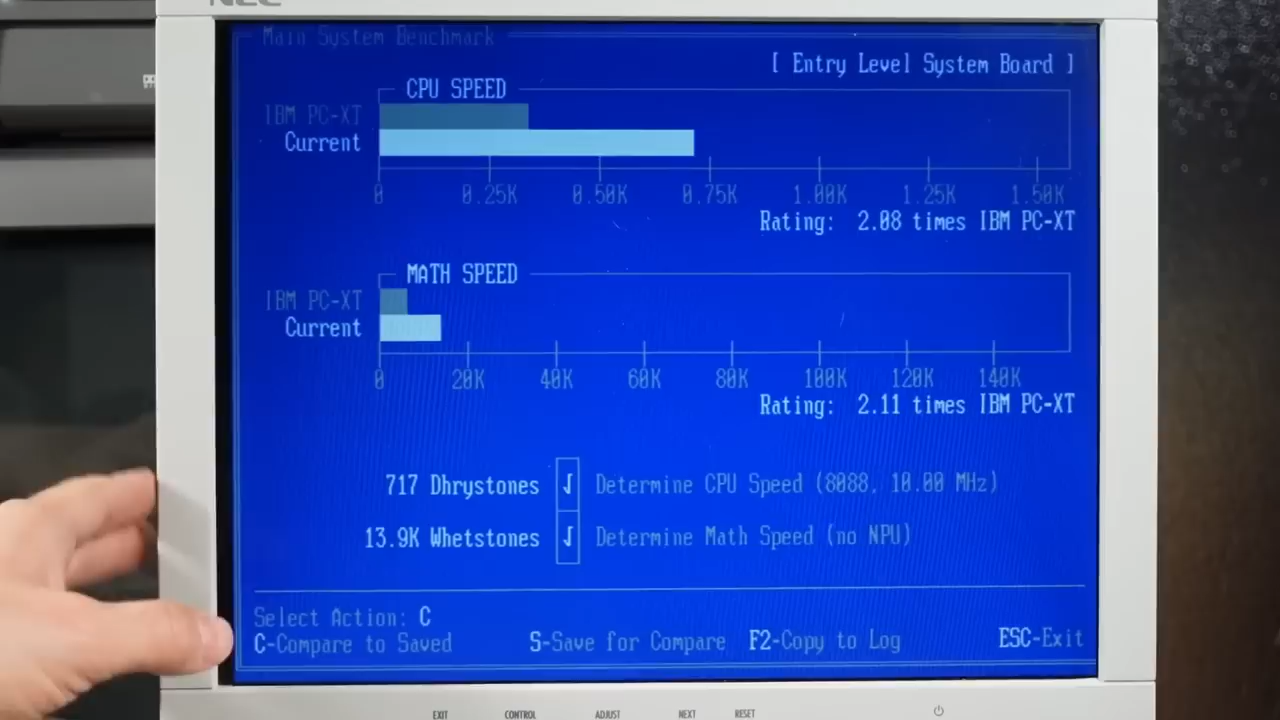 NEC
Main System Benchmark
[ Entry Level System Board ]
CPU SPEED
IBM PC-XT
Current
0 0.25K 0.50K 0.75K 1.00K 1.25K 1.50K
Rating: 2.08 times IBM PC-XT
MATH SPEED
IBM PC-XT
Current
0 20K 40K 60K 80K 100K 120K 140K
Rating: 2.11 times IBM PC-XT
717 Dhrystones √ Determine CPU Speed (8088, 10.00 MHz)
13.9K Whetstones √ Determine Math Speed (no NPU)
Select Action: C
C-Compare to Saved S-Save for Compare F2-Copy to Log ESC-Exit
EXIT CONTROL ADJUST NEXT RESET